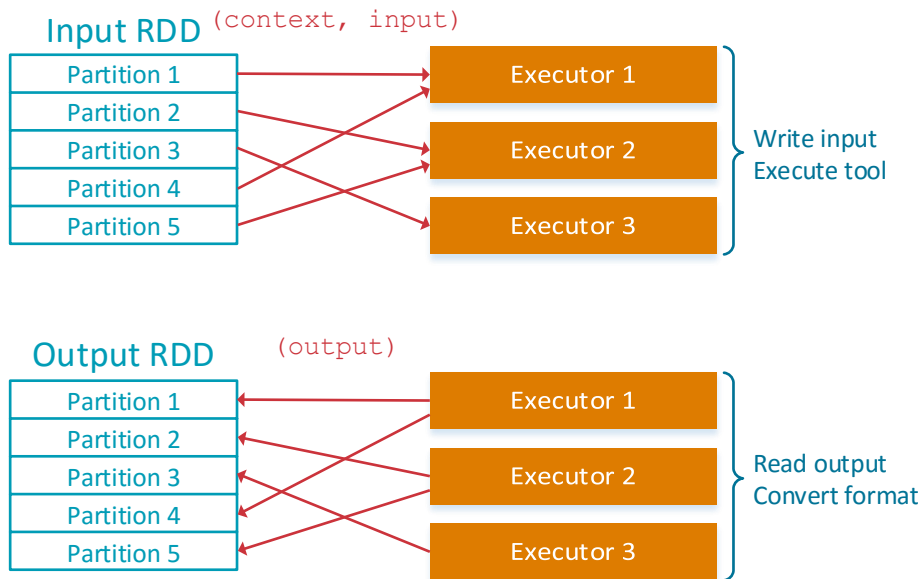 Input RDD (context, input)
Partition 1
Partition 2
Partition 3
Partition 4
Partition 5
Executor 1
Executor 2
Executor 3
Write input
Execute tool
Output RDD (output)
Partition 1
Partition 2
Partition 3
Partition 4
Partition 5
Executor 1
Executor 2
Executor 3
Read output
Convert format